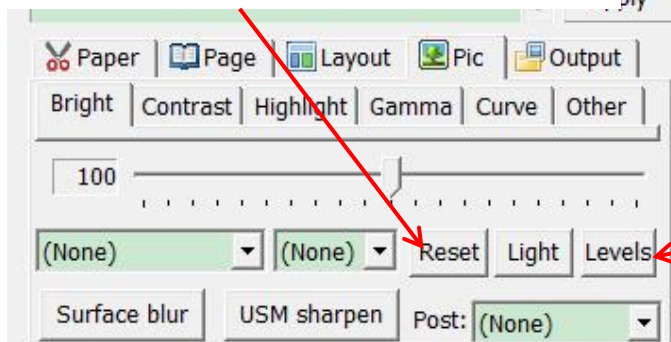 Paper Page Layout Pic Output
Bright Contrast Highlight Gamma Curve Other
100
(None) (None) Reset Light Levels
Surface blur USM sharpen Post: (None)